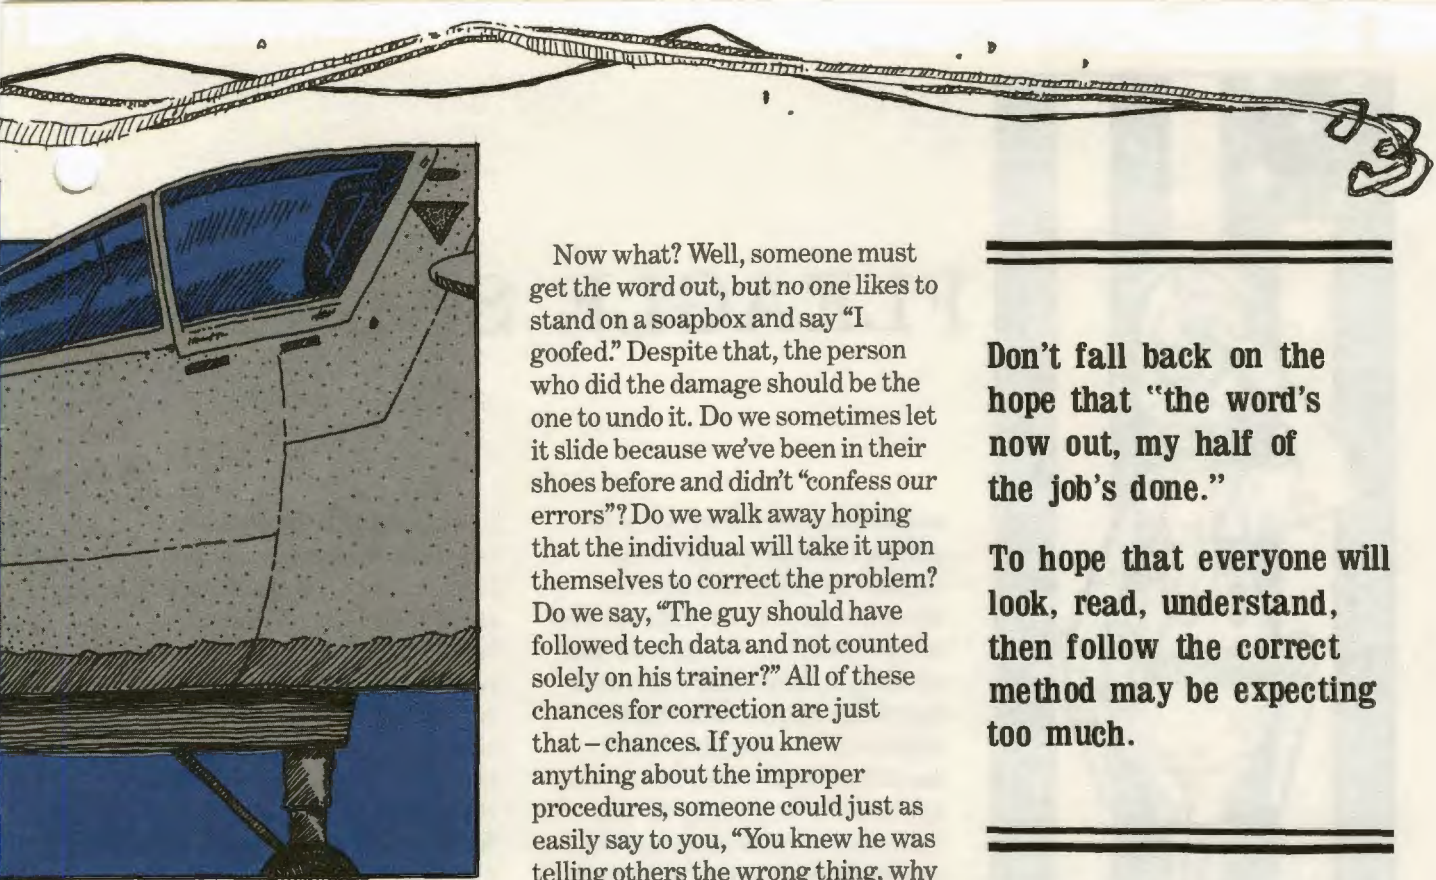 Now what? Well, someone must
get the word out, but no one likes to
stand on a soapbox and say “I
goofed.” Despite that, the person
who did the damage should be the
one to undo it. Do we sometimes let
it slide because we’ve been in their
shoes before and didn’t “confess our
errors”? Do we walk away hoping
that the individual will take it upon
themselves to correct the problem?
Do we say, “The guy should have
followed tech data and not counted
solely on his trainer?” All of these
chances for correction are just
that – chances. If you knew
anything about the improper
procedures, someone could just as
easily say to you, “You knew he was
telling others the wrong thing, why
Don't fall back on the
hope that "the word's
now out, my half of
the job's done."
To hope that everyone will
look, read, understand,
then follow the correct
method may be expecting
too much.